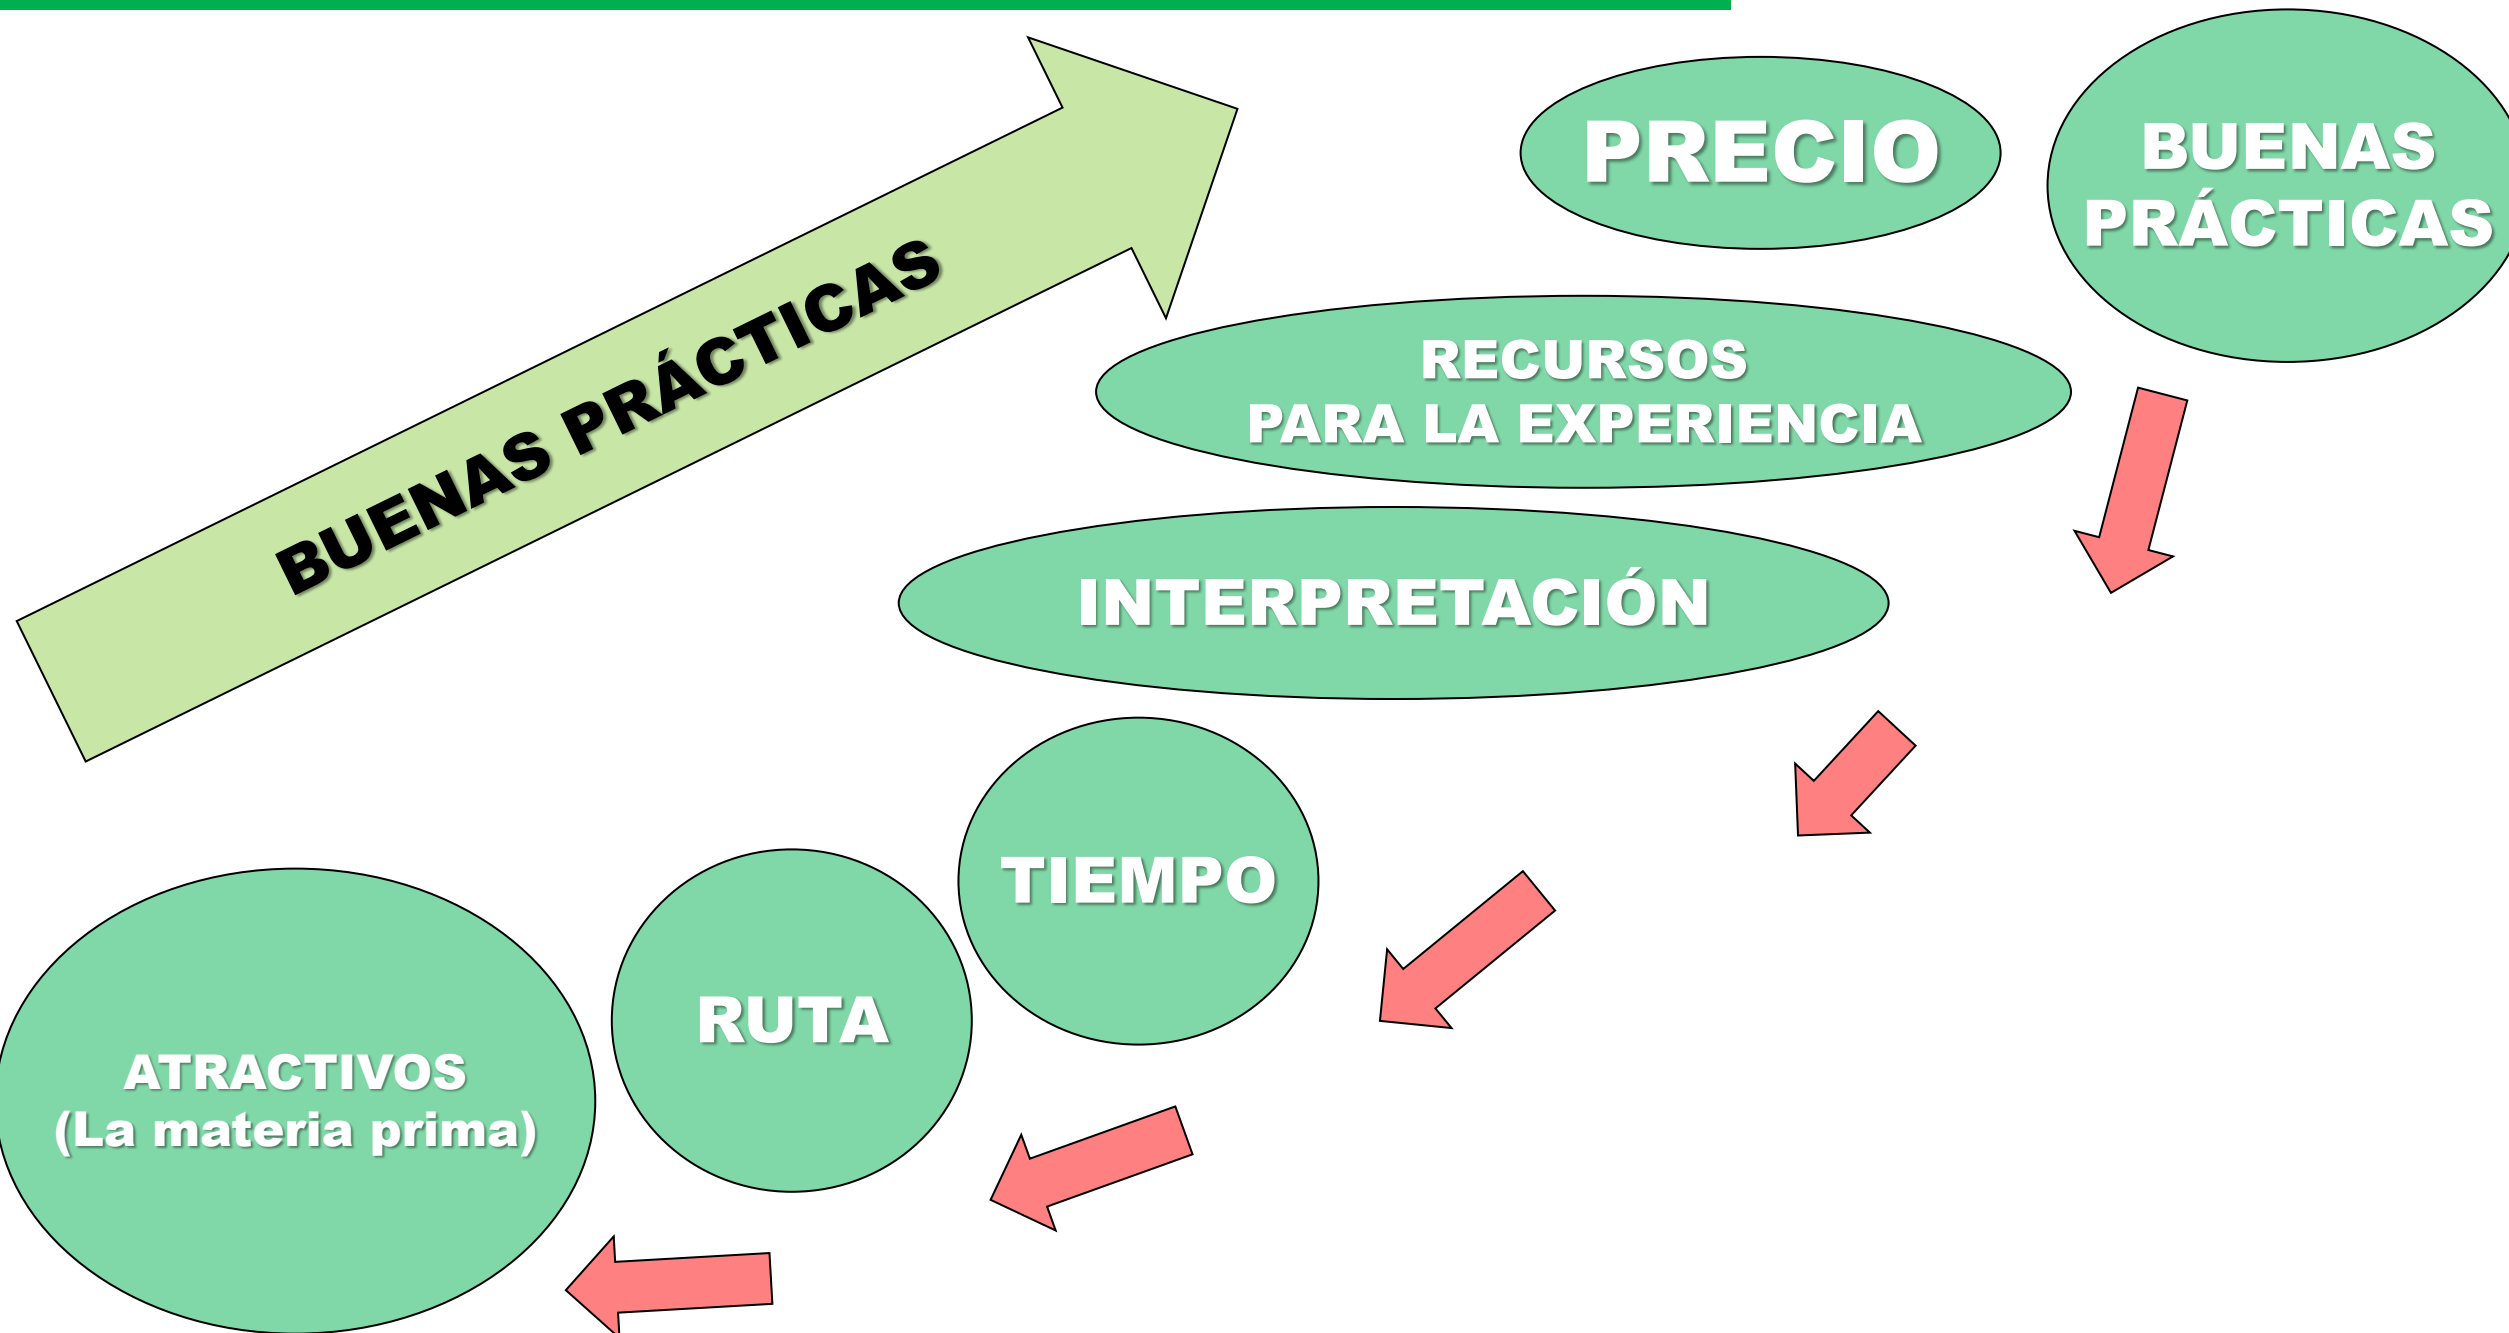 BUENAS PRÁCTICAS
PRECIO
BUENAS
PRÁCTICAS
RECURSOS
PARA LA EXPERIENCIA
INTERPRETACIÓN
TIEMPO
RUTA
ATRACTIVOS
(La materia prima)